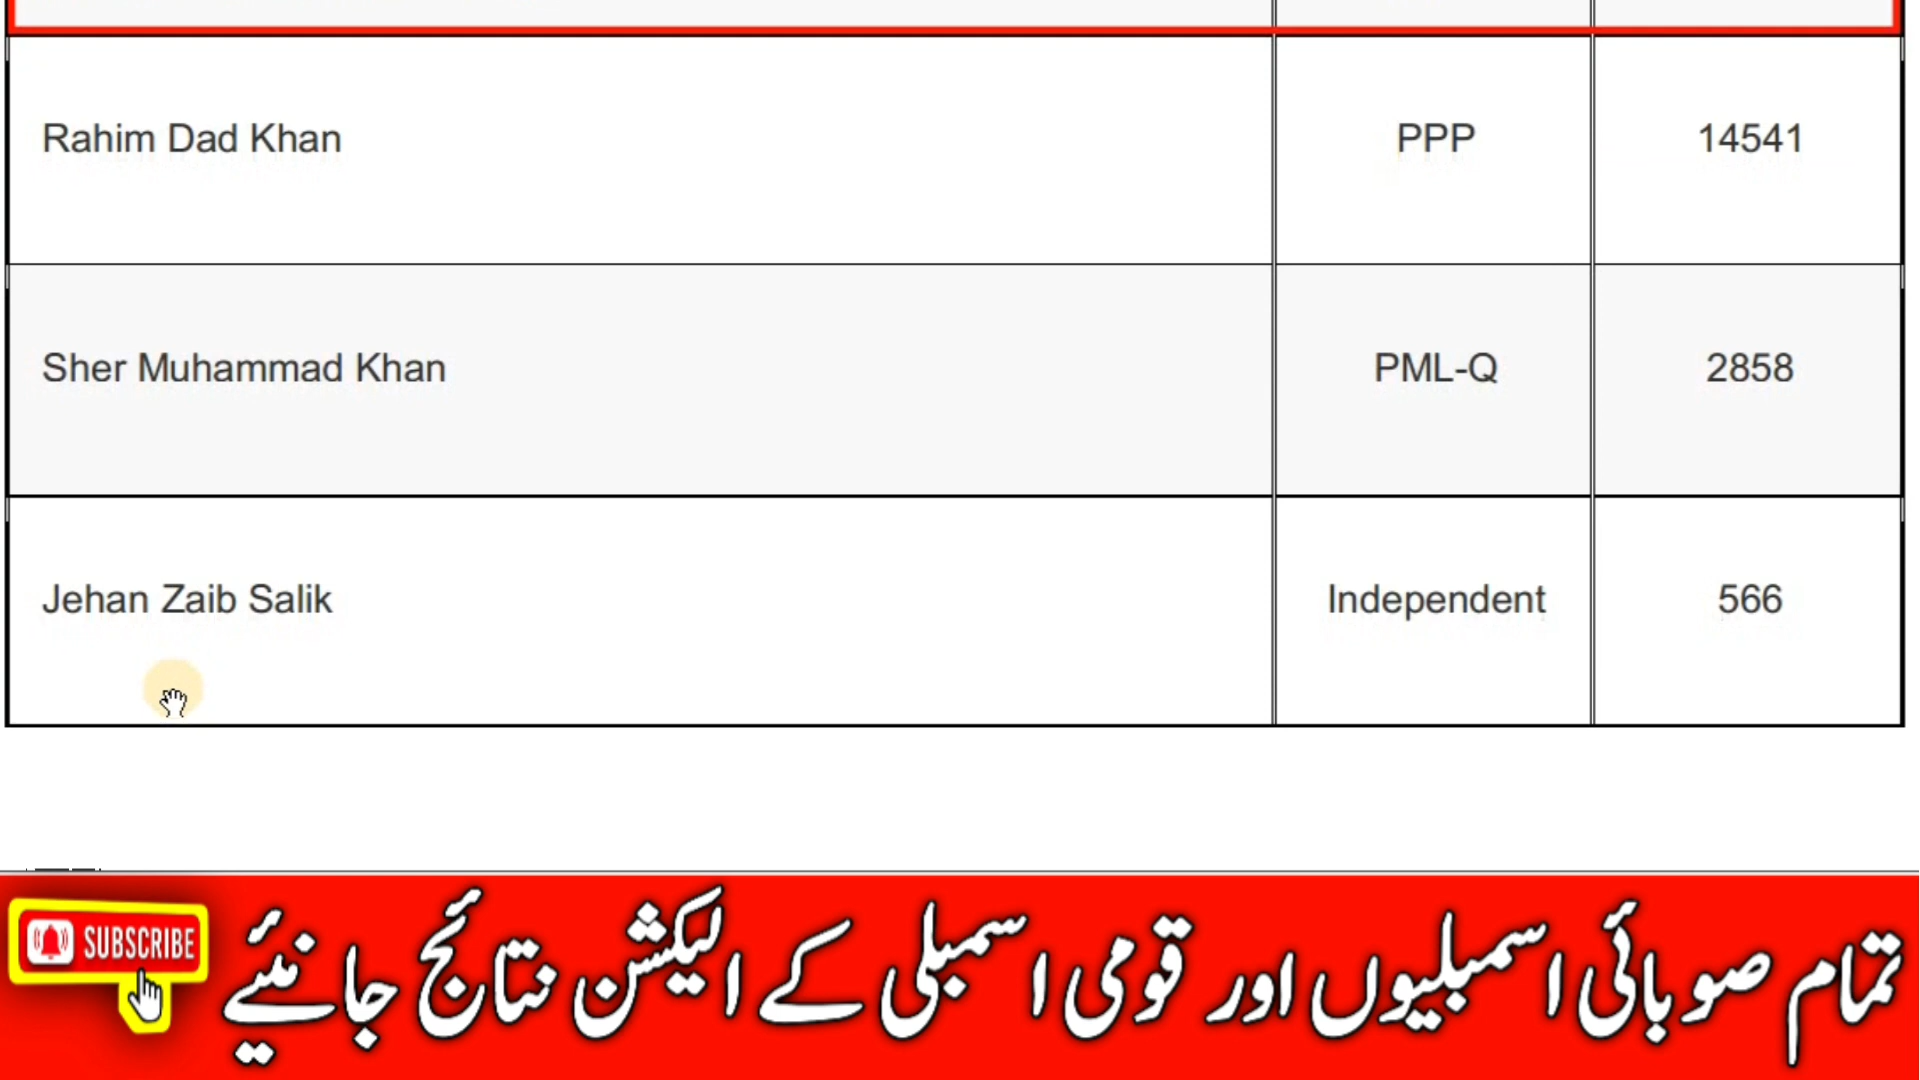 Rahim Dad Khan PPP 14541
Sher Muhammad Khan PML-Q 2858
Jehan Zaib Salik Independent 566
SUBSCRIBE
تمام صوبائی اسمبلیوں اور قومی اسمبلی کے الیکشن نتائج جانئیے